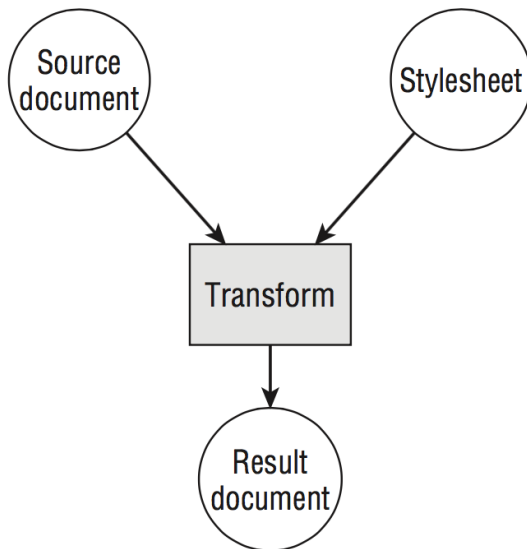 Source
document
Stylesheet
Transform
Result
document